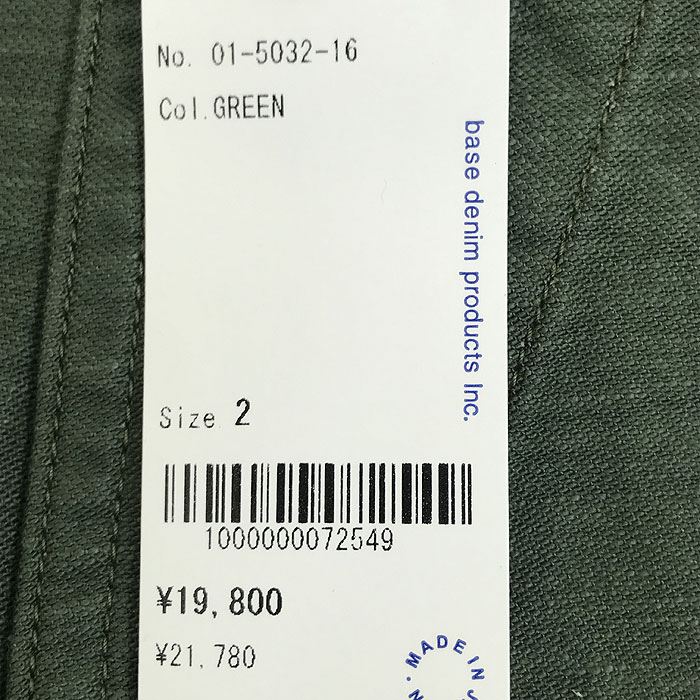 No. 01-5032-16
Col.GREEN
base denim products Inc.
Size 2
1000000072549
¥19,800
¥21,780
MADE IN